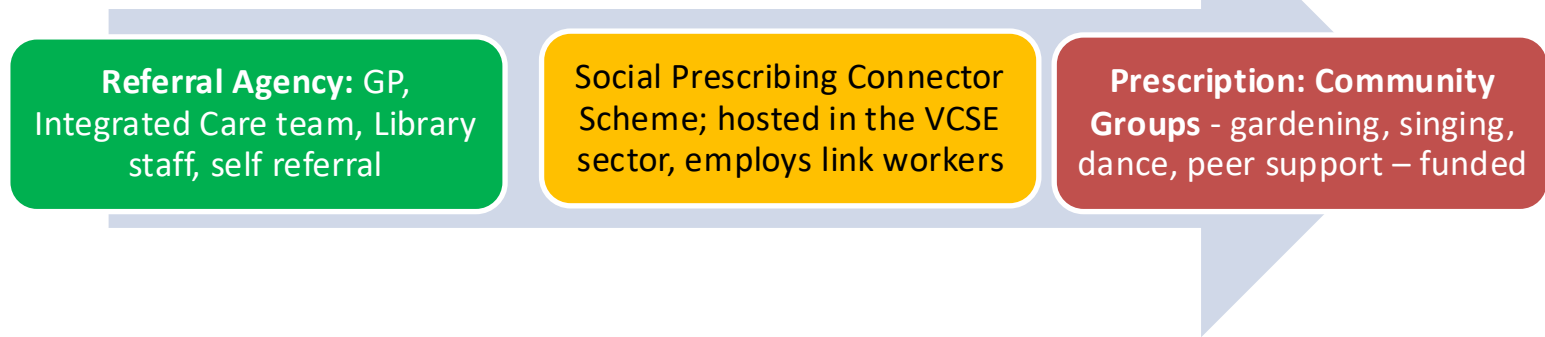 Referral Agency: GP,
Integrated Care team, Library
staff, self referral
Social Prescribing Connector
Scheme; hosted in the VCSE
sector, employs link workers
Prescription: Community
Groups - gardening, singing,
dance, peer support – funded